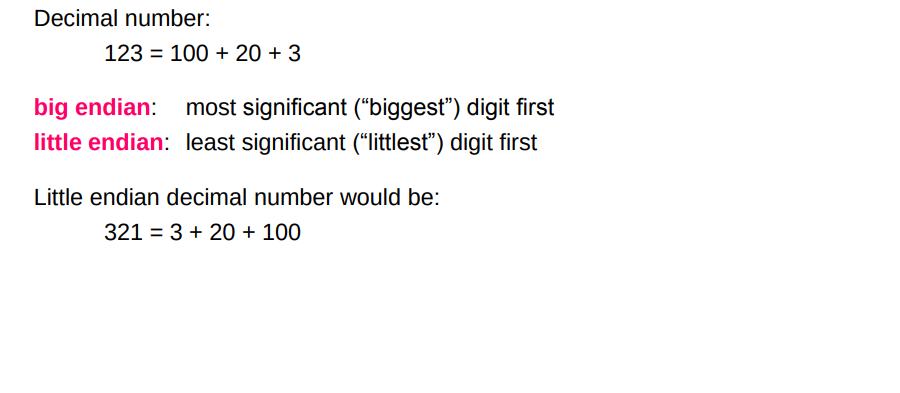 Decimal number:
123 = 100 + 20 + 3
big endian: most significant (“biggest”) digit first
little endian: least significant (“littlest”) digit first
Little endian decimal number would be:
321 = 3 + 20 + 100